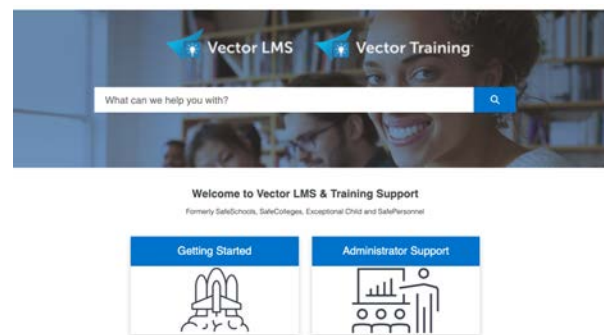 Vector LMS Vector Training
What can we help you with?
Welcome to Vector LMS & Training Support
Formerly SafeSchools, SafeColleges, Exceptional Child and SafePersonnel
Getting Started Administrator Support